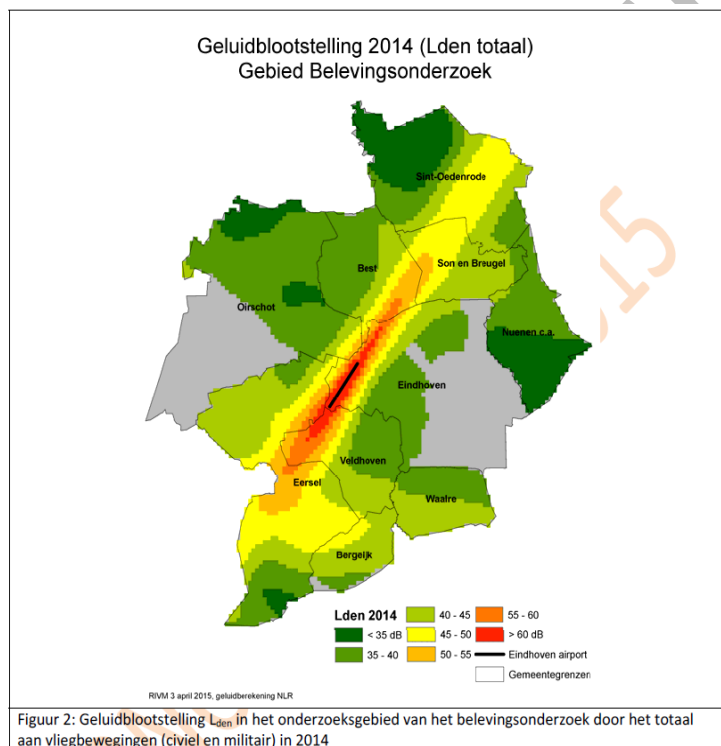 Geluidblootstelling 2014 (Lden totaal)
Gebied Belevingsonderzoek
Sint-Oedenrode
Son en Breugel
Best
Oirschot
Nuenen c.a.
Eindhoven
Veldhoven
Eersel
Waalre
Bergeijk
Lden 2014
< 35 dB
35 - 40
40 - 45
45 - 50
50 - 55
55 - 60
> 60 dB
Eindhoven airport
Gemeentegrenzen
RIVM 3 april 2015, geluidberekening NLR
Figuur 2: Geluidblootstelling Lden in het onderzoeksgebied van het belevingsonderzoek door het totaal
aan vliegbewegingen (civiel en militair) in 2014